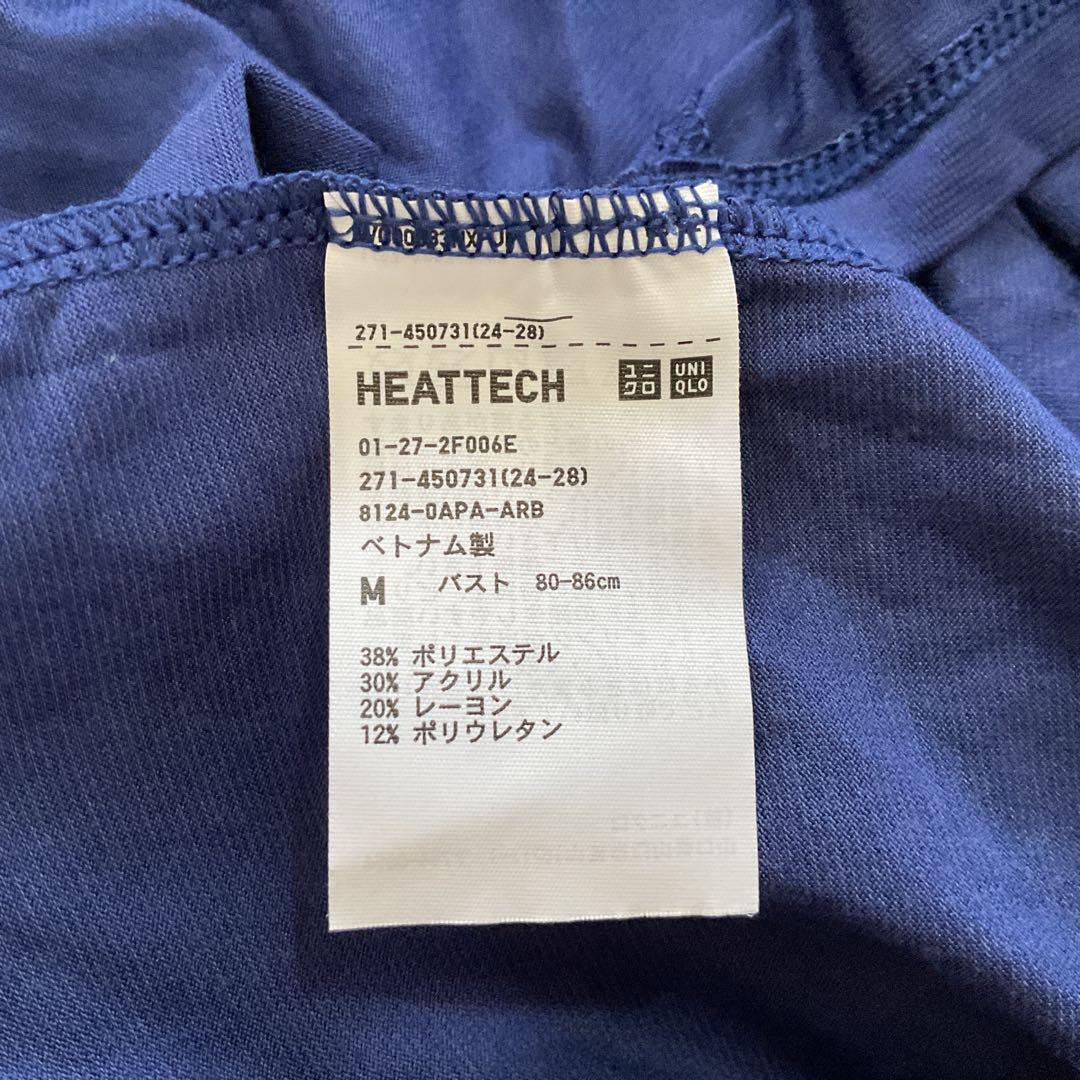 271-450731(24-28)
HEATTECH ユニクロ UNIQLO
01-27-2F006E
271-450731(24-28)
8124-0APA-ARB
ベトナム製
M バスト 80-86cm
38% ポリエステル
30% アクリル
20% レーヨン
12% ポリウレタン